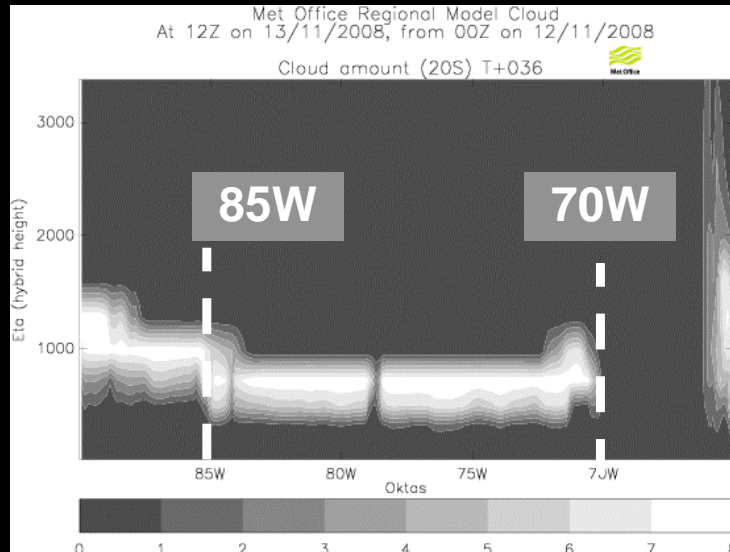 Met Office Regional Model Cloud
At 12Z on 13/11/2008, from 00Z on 12/11/2008
Cloud amount (20S) T+036
Met Office
3000
2000
1000
Eta (hybrid height)
85W
70W
85W 80W 75W 70W
Oktas
0 1 2 3 4 5 6 7 8